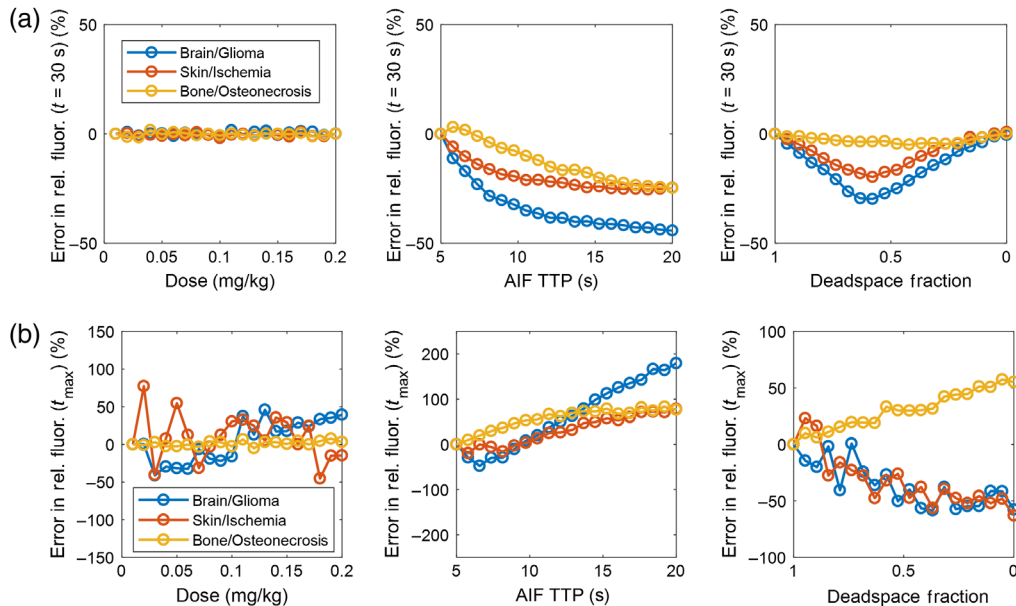 (a)
Error in rel. fluor. (t = 30 s) (%)
50
0
−50
Brain/Glioma
Skin/Ischemia
Bone/Osteonecrosis
0 0.05 0.1 0.15 0.2
Dose (mg/kg)
Error in rel. fluor. (t = 30 s) (%)
50
0
−50
5 10 15 20
AIF TTP (s)
Error in rel. fluor. (t = 30 s) (%)
50
0
−50
1 0.5 0
Deadspace fraction
(b)
Error in rel. fluor. (tmax) (%)
150
100
50
0
−50
−100
−150
Brain/Glioma
Skin/Ischemia
Bone/Osteonecrosis
0 0.05 0.1 0.15 0.2
Dose (mg/kg)
Error in rel. fluor. (tmax) (%)
200
100
0
−100
−200
5 10 15 20
AIF TTP (s)
Error in rel. fluor. (tmax) (%)
100
50
0
−50
−100
1 0.5 0
Deadspace fraction